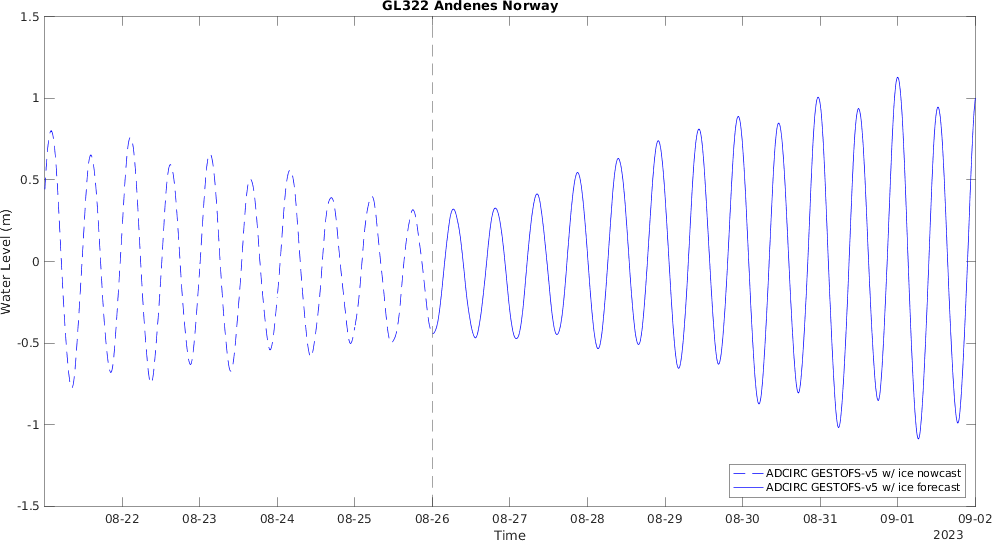 GL322 Andenes Norway
1.5
1
0.5
0
-0.5
-1
-1.5
Water Level (m)
ADCIRC GESTOFS-v5 w/ ice nowcast
ADCIRC GESTOFS-v5 w/ ice forecast
08-22 08-23 08-24 08-25 08-26 08-27 08-28 08-29 08-30 08-31 09-01 09-02
Time
2023